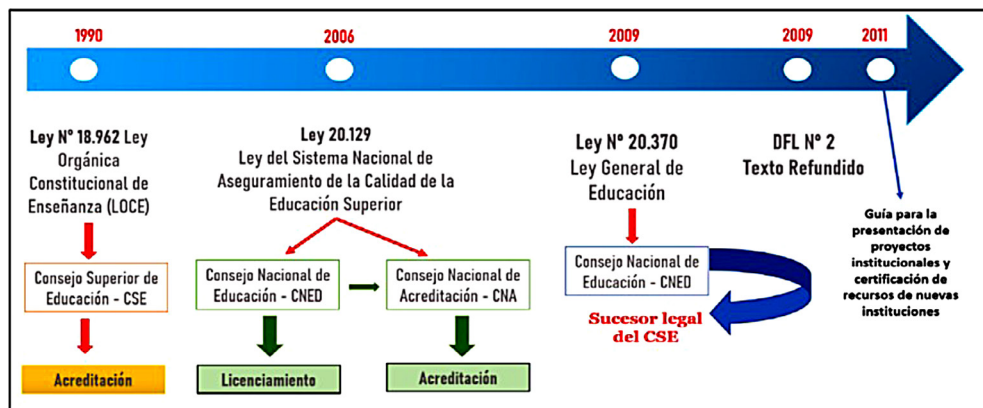 1990
2006
2009
2009
2011
Ley N° 18.962 Ley
Orgánica
Constitucional de
Enseñanza (LOCE)
Consejo Superior de
Educación - CSE
Acreditación
Ley 20.129
Ley del Sistema Nacional de
Aseguramiento de la Calidad de la
Educación Superior
Consejo Nacional de
Educación - CNED
Licenciamiento
Consejo Nacional de
Acreditación - CNA
Acreditación
Ley N° 20.370
Ley General de
Educación
Consejo Nacional de
Educación - CNED
Sucesor legal
del CSE
DFL N° 2
Texto Refundido
Guía para la
presentación de
proyectos
institucionales y
certificación de
recursos de nuevas
instituciones